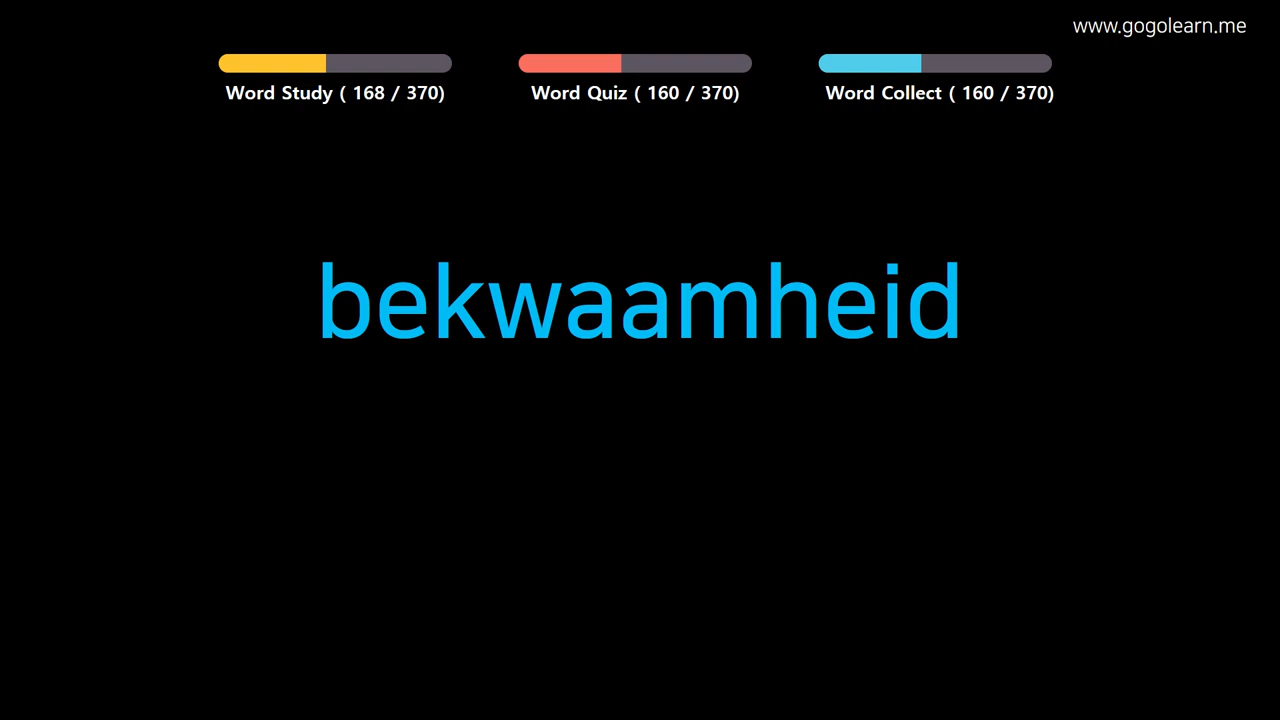 www.gogolearn.me
Word Study ( 168 / 370)
Word Quiz ( 160 / 370)
Word Collect ( 160 / 370)
bekwaamheid